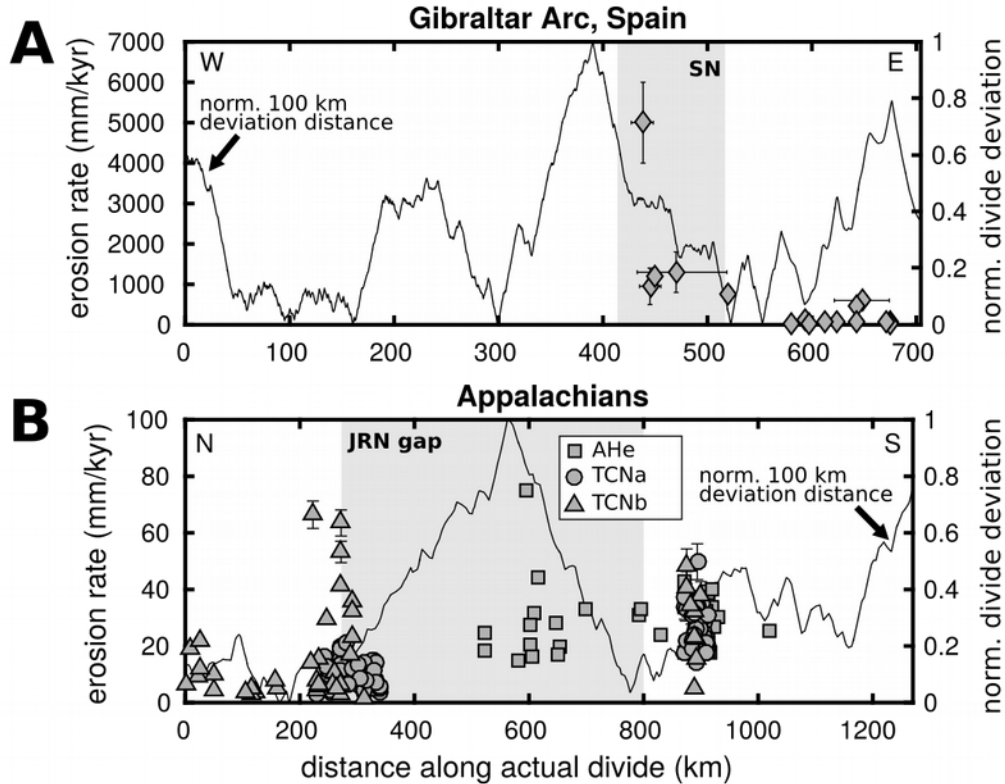 A
Gibraltar Arc, Spain
7000
6000
5000
4000
3000
2000
1000
0
erosion rate (mm/kyr)
W
norm. 100 km
deviation distance
SN
E
1
0.8
0.6
0.4
0.2
0
norm. divide deviation
0 100 200 300 400 500 600 700
B
Appalachians
100
80
60
40
20
0
erosion rate (mm/kyr)
N
JRN gap
AHe
TCNa
TCNb
norm. 100 km
deviation distance
S
1
0.8
0.6
0.4
0.2
0
norm. divide deviation
0 200 400 600 800 1000 1200
distance along actual divide (km)